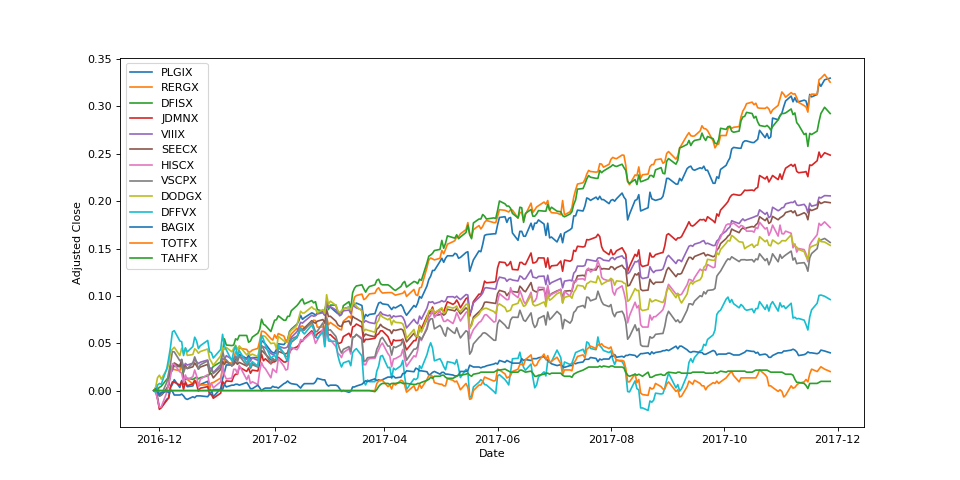 0.35
0.30
0.25
0.20
0.15
0.10
0.05
0.00
Adjusted Close
PLGIX
RERGX
DFISX
JDMNX
VIIIX
SEECX
HISCX
VSCPX
DODGX
DFFVX
BAGIX
TOTFX
TAHFX
2016-12 2017-02 2017-04 2017-06 2017-08 2017-10 2017-12
Date